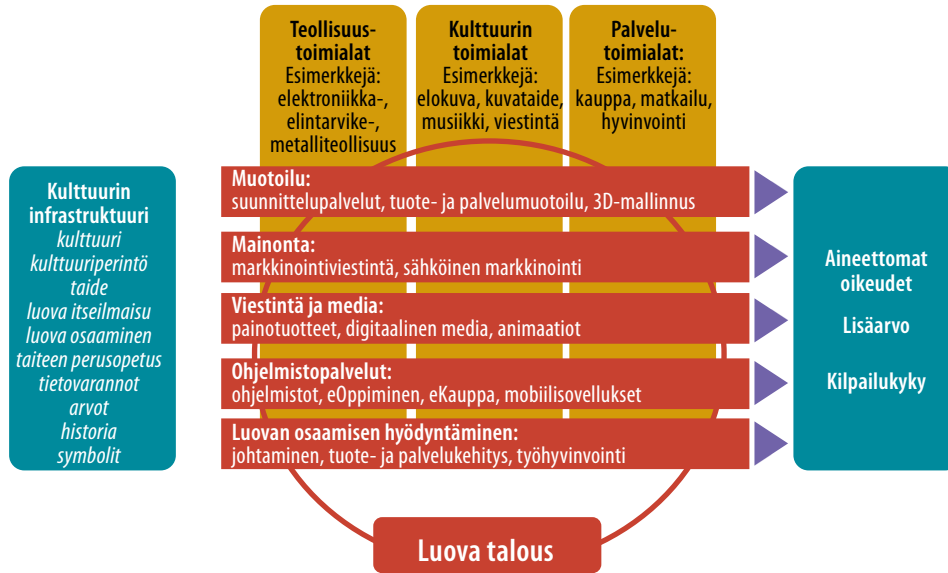 Teollisuus-
toimialat
Esimerkkejä:
elektroniikka-,
elintarvike-,
metalliteollisuus
Kulttuurin
toimialat
Esimerkkejä:
elokuva, kuvataide,
musiikki, viestintä
Palvelu-
toimialat:
Esimerkkejä:
kauppa, matkailu,
hyvinvointi
Kulttuurin
infrastruktuuri
kulttuuri
kulttuuriperintö
taide
luova itseilmaisu
luova osaaminen
taiteen perusopetus
tietovarannot
arvot
historia
symbolit
Muotoilu:
suunnittelupalvelut, tuote- ja palvelumuotoilu, 3D-mallinnus
Mainonta:
markkinointiviestintä, sähköinen markkinointi
Viestintä ja media:
painotuotteet, digitaalinen media, animaatiot
Ohjelmistopalvelut:
ohjelmistot, eOppiminen, eKauppa, mobiilisovellukset
Luovan osaamisen hyödyntäminen:
johtaminen, tuote- ja palvelukehitys, työhyvinvointi
Aineettomat
oikeudet
Lisäarvo
Kilpailukyky
Luova talous